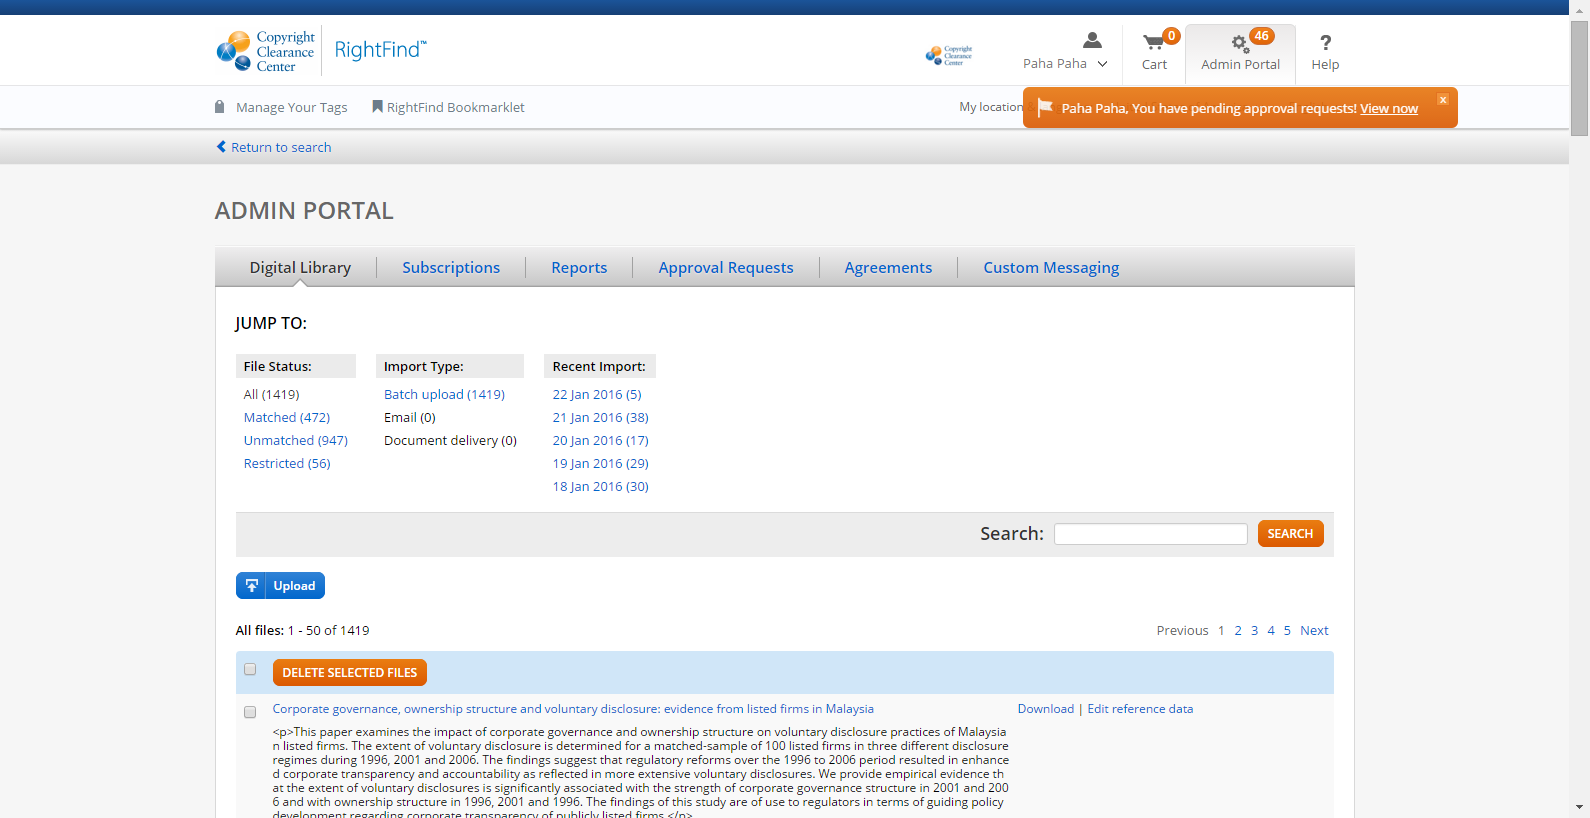 Copyright
Clearance
Center
RightFind™
Copyright
Clearance
Center
Paha Paha
0
Cart
46
Admin Portal
?
Help
Manage Your Tags
RightFind Bookmarklet
My location
Paha Paha, You have pending approval requests! View now
x
Return to search
ADMIN PORTAL
Digital Library
Subscriptions
Reports
Approval Requests
Agreements
Custom Messaging
JUMP TO:
File Status:
All (1419)
Matched (472)
Unmatched (947)
Restricted (56)
Import Type:
Batch upload (1419)
Email (0)
Document delivery (0)
Recent Import:
22 Jan 2016 (5)
21 Jan 2016 (38)
20 Jan 2016 (17)
19 Jan 2016 (29)
18 Jan 2016 (30)
Search:
SEARCH
Upload
All files: 1 - 50 of 1419
Previous 1 2 3 4 5 Next
DELETE SELECTED FILES
Corporate governance, ownership structure and voluntary disclosure: evidence from listed firms in Malaysia
Download | Edit reference data
<p>This paper examines the impact of corporate governance and ownership structure on voluntary disclosure practices of Malaysia
n listed firms. The extent of voluntary disclosure is determined for a matched-sample of 100 listed firms in three different disclosure
regimes during 1996, 2001 and 2006. The findings suggest that regulatory reforms over the 1996 to 2006 period resulted in enhance
d corporate transparency and accountability as reflected in more extensive voluntary disclosures. We provide empirical evidence th
at the extent of voluntary disclosures is significantly associated with the strength of corporate governance structure in 2001 and 200
6 and with ownership structure in 1996, 2001 and 1996. The findings of this study are of use to regulators in terms of guiding policy
development regarding corporate transparency of publicly listed firms.</p>